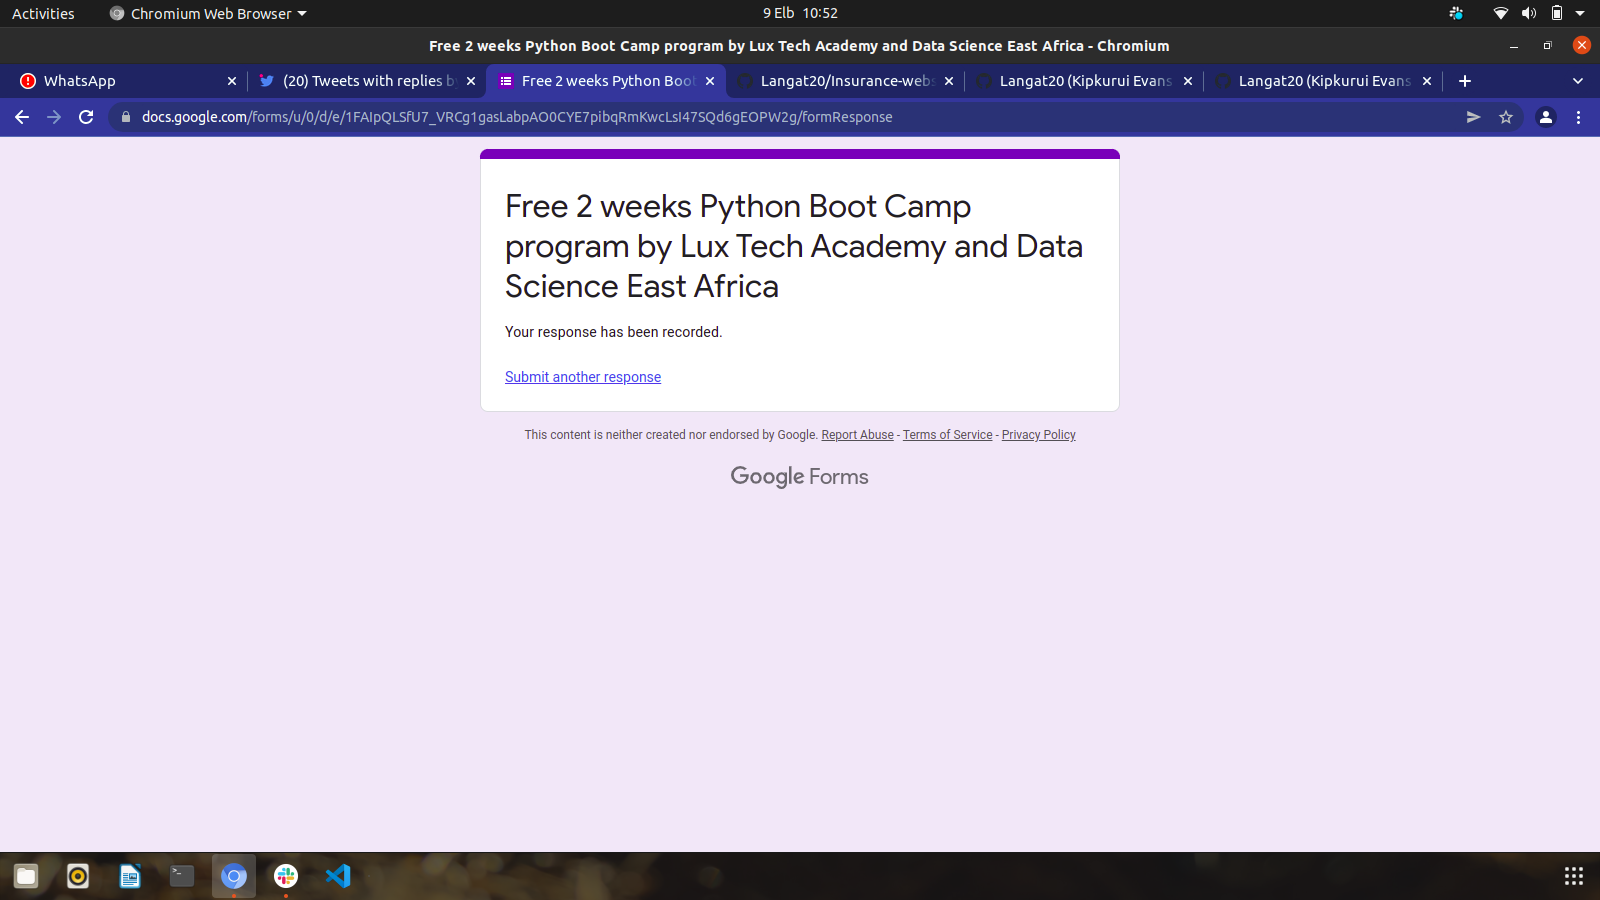 Activities
Chromium Web Browser
9 Elb 10:52
Free 2 weeks Python Boot Camp program by Lux Tech Academy and Data Science East Africa - Chromium
WhatsApp
(20) Tweets with replies by
Free 2 weeks Python Boot
Langat20/Insurance-webs
Langat20 (Kipkurui Evans
Langat20 (Kipkurui Evans
docs.google.com/forms/u/0/d/e/1FAIpQLSfU7_VRCg1gasLabpAO0CYE7pibqRmKwcLsI47SQd6gEOPW2g/formResponse
Free 2 weeks Python Boot Camp
program by Lux Tech Academy and Data
Science East Africa
Your response has been recorded.
Submit another response
This content is neither created nor endorsed by Google. Report Abuse - Terms of Service - Privacy Policy
Google Forms